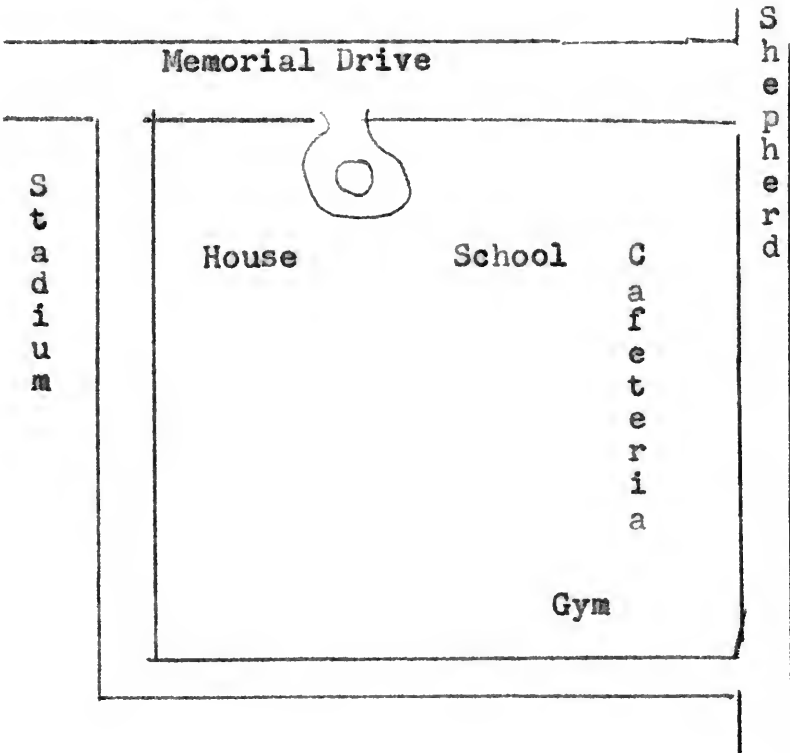 Memorial Drive
Shepherd
Stadium
House
School
Cafeteria
Gym